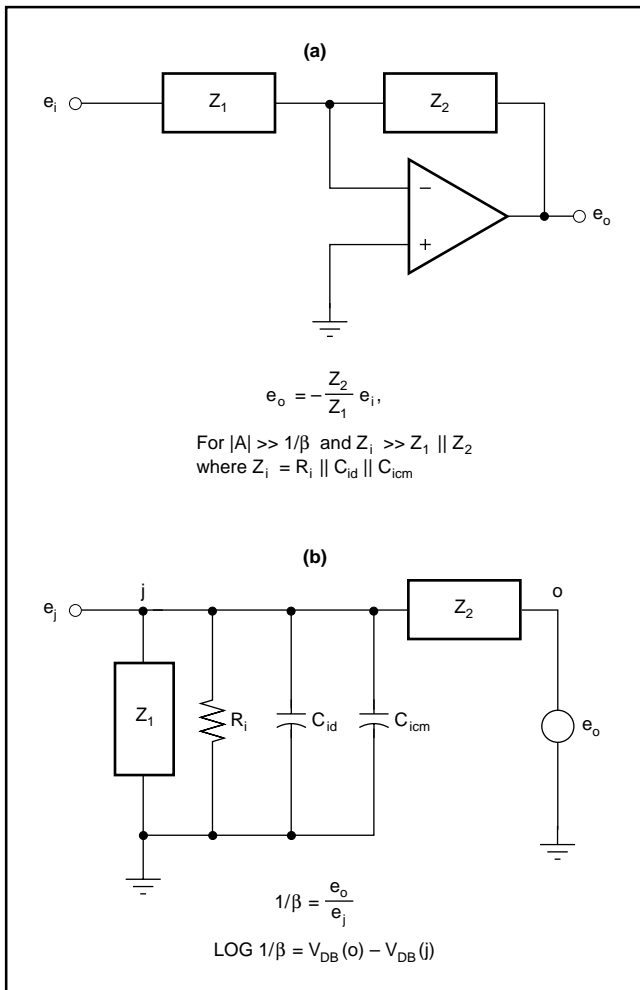 (a)
e_i
Z_1
Z_2
−
+
e_o
e_o = − Z_2 / Z_1 e_i,
For |A| >> 1/β and Z_i >> Z_1 || Z_2
where Z_i = R_i || C_id || C_icm
(b)
e_j
j
Z_2
o
Z_1
R_i
C_id
C_icm
e_o
1/β = e_o / e_j
LOG 1/β = V_DB (o) – V_DB (j)